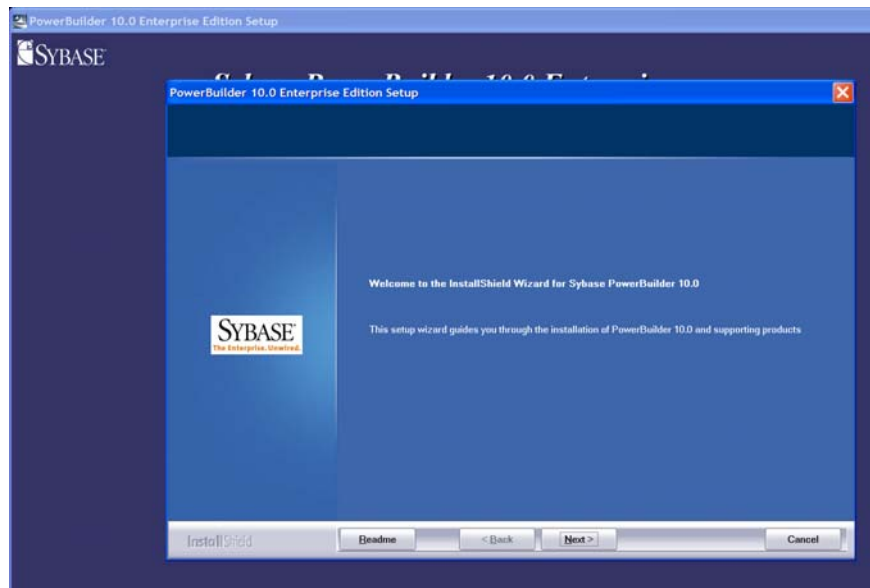 PowerBuilder 10.0 Enterprise Edition Setup
SYBASE
PowerBuilder 10.0 Enterprise Edition Setup
Welcome to the InstallShield Wizard for Sybase PowerBuilder 10.0
This setup wizard guides you through the installation of PowerBuilder 10.0 and supporting products
SYBASE
The Enterprise. Unwired.
InstallShield
Readme
< Back
Next >
Cancel